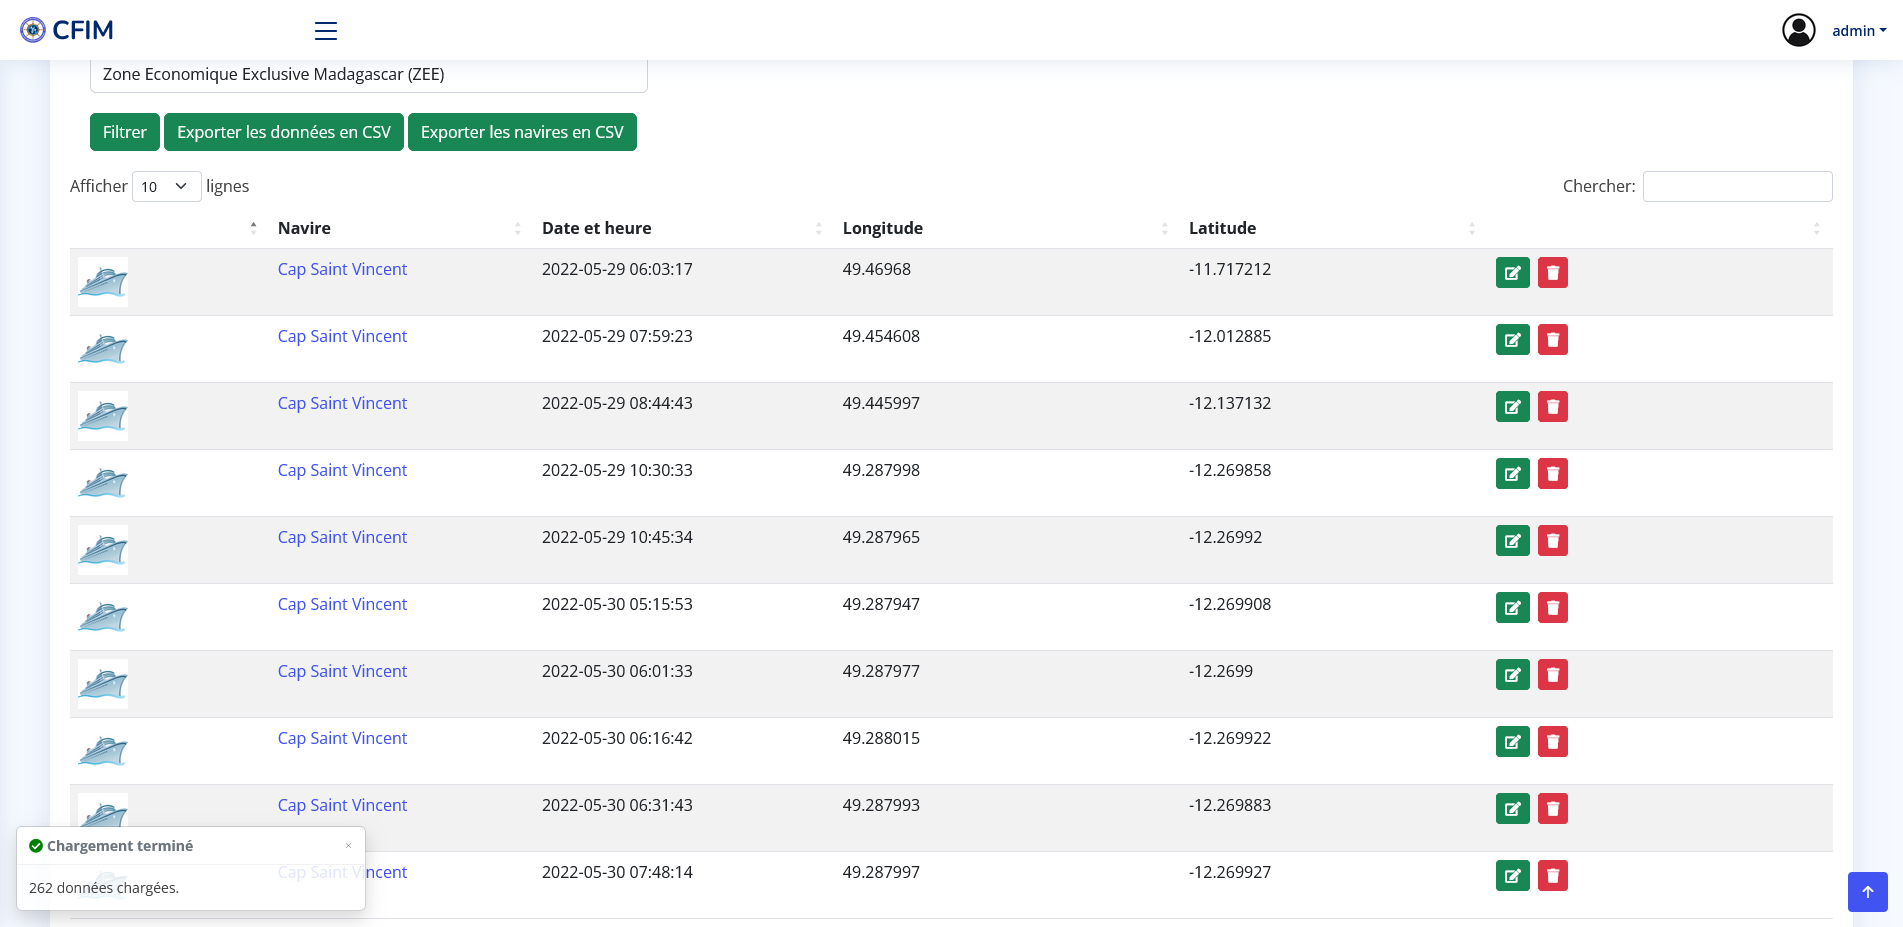 CFIM
admin
Zone Economique Exclusive Madagascar (ZEE)
Filtrer Exporter les données en CSV Exporter les navires en CSV
Afficher 10 lignes Chercher:
Navire Date et heure Longitude Latitude
Cap Saint Vincent 2022-05-29 06:03:17 49.46968 -11.717212
Cap Saint Vincent 2022-05-29 07:59:23 49.454608 -12.012885
Cap Saint Vincent 2022-05-29 08:44:43 49.445997 -12.137132
Cap Saint Vincent 2022-05-29 10:30:33 49.287998 -12.269858
Cap Saint Vincent 2022-05-29 10:45:34 49.287965 -12.26992
Cap Saint Vincent 2022-05-30 05:15:53 49.287947 -12.269908
Cap Saint Vincent 2022-05-30 06:01:33 49.287977 -12.2699
Cap Saint Vincent 2022-05-30 06:16:42 49.288015 -12.269922
Cap Saint Vincent 2022-05-30 06:31:43 49.287993 -12.269883
Cap Saint Vincent 2022-05-30 07:48:14 49.287997 -12.269927
Chargement terminé ×
262 données chargées.